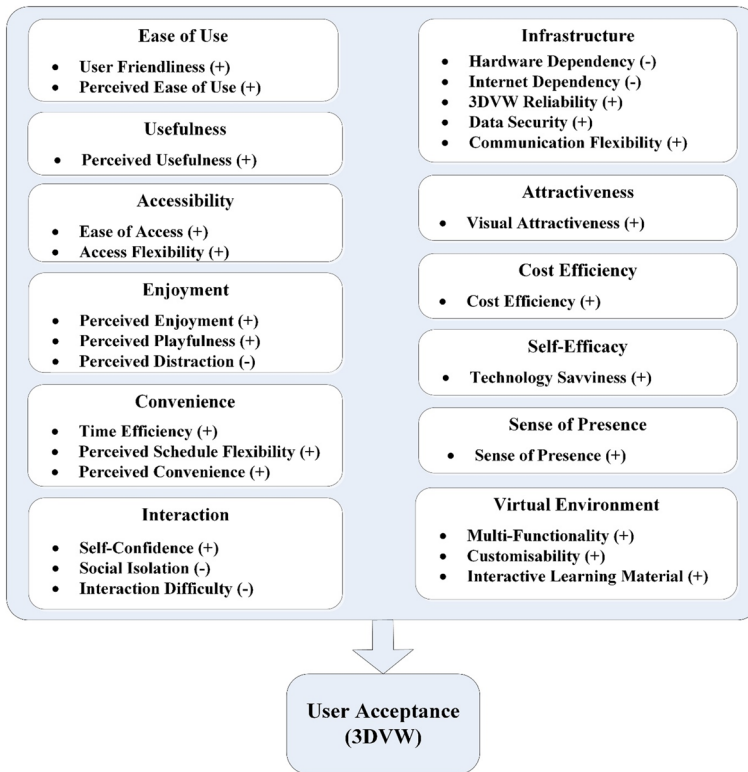 Ease of Use
• User Friendliness (+)
• Perceived Ease of Use (+)
Usefulness
• Perceived Usefulness (+)
Accessibility
• Ease of Access (+)
• Access Flexibility (+)
Enjoyment
• Perceived Enjoyment (+)
• Perceived Playfulness (+)
• Perceived Distraction (-)
Convenience
• Time Efficiency (+)
• Perceived Schedule Flexibility (+)
• Perceived Convenience (+)
Interaction
• Self-Confidence (+)
• Social Isolation (-)
• Interaction Difficulty (-)
Infrastructure
• Hardware Dependency (-)
• Internet Dependency (-)
• 3DVW Reliability (+)
• Data Security (+)
• Communication Flexibility (+)
Attractiveness
• Visual Attractiveness (+)
Cost Efficiency
• Cost Efficiency (+)
Self-Efficacy
• Technology Savviness (+)
Sense of Presence
• Sense of Presence (+)
Virtual Environment
• Multi-Functionality (+)
• Customisability (+)
• Interactive Learning Material (+)
User Acceptance
(3DVW)